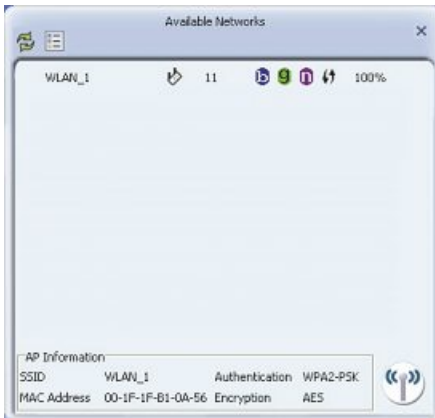 Available Networks
WLAN_1 11 b g n 100%
AP Information
SSID WLAN_1 Authentication WPA2-PSK
MAC Address 00-1F-1F-B1-0A-56 Encryption AES